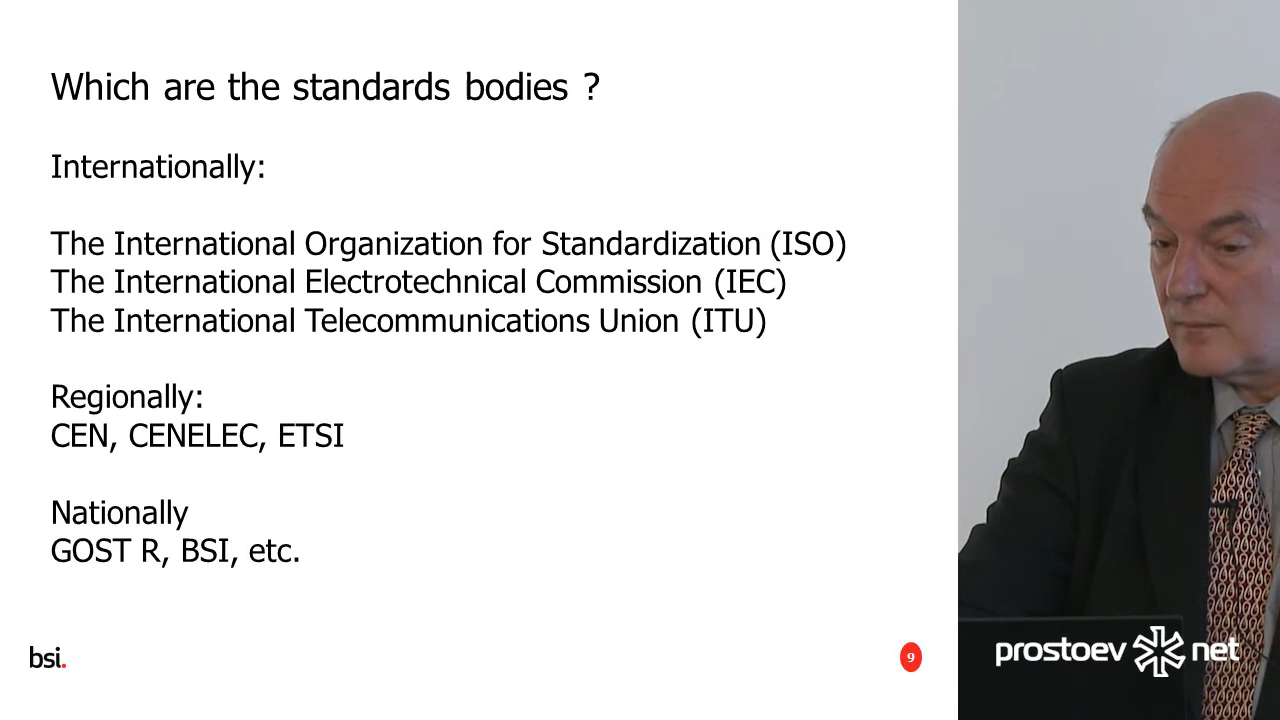 Which are the standards bodies ?
Internationally:
The International Organization for Standardization (ISO)
The International Electrotechnical Commission (IEC)
The International Telecommunications Union (ITU)
Regionally:
CEN, CENELEC, ETSI
Nationally
GOST R, BSI, etc.
bsi.
9
prostoev net